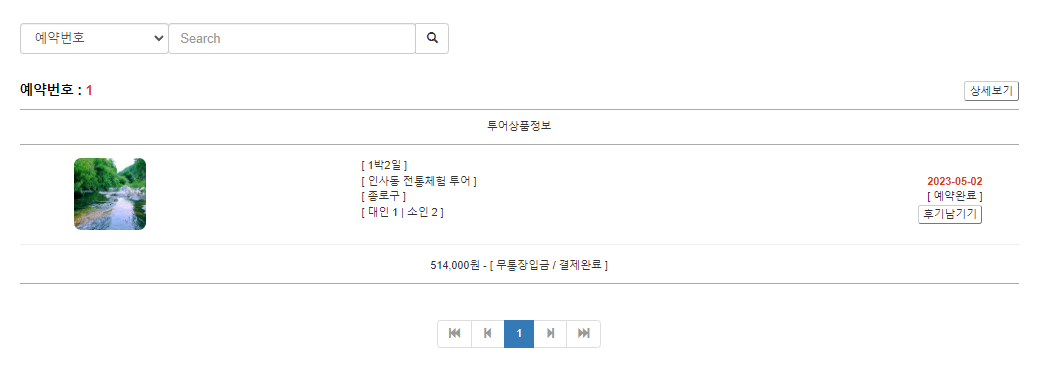 예약번호
Search
예약번호 : 1
상세보기
투어상품정보
[ 1박2일 ]
[ 인사동 전통체험 투어 ]
[ 종로구 ]
[ 대인 1 | 소인 2 ]
2023-05-02
[ 예약완료 ]
후기남기기
514,000원 - [ 무통장입금 / 결제완료 ]
1